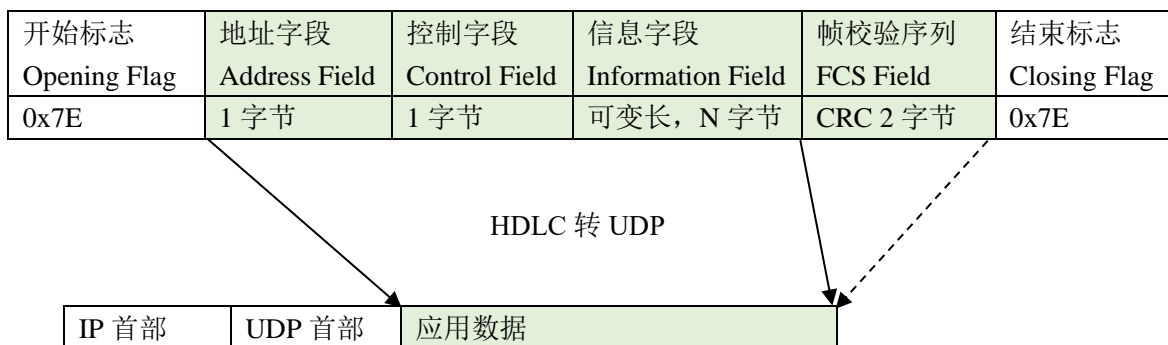 开始标志 地址字段 控制字段 信息字段 帧校验序列 结束标志
Opening Flag Address Field Control Field Information Field FCS Field Closing Flag
0x7E 1 字节 1 字节 可变长，N 字节 CRC 2 字节 0x7E
HDLC 转 UDP
IP 首部 UDP 首部 应用数据